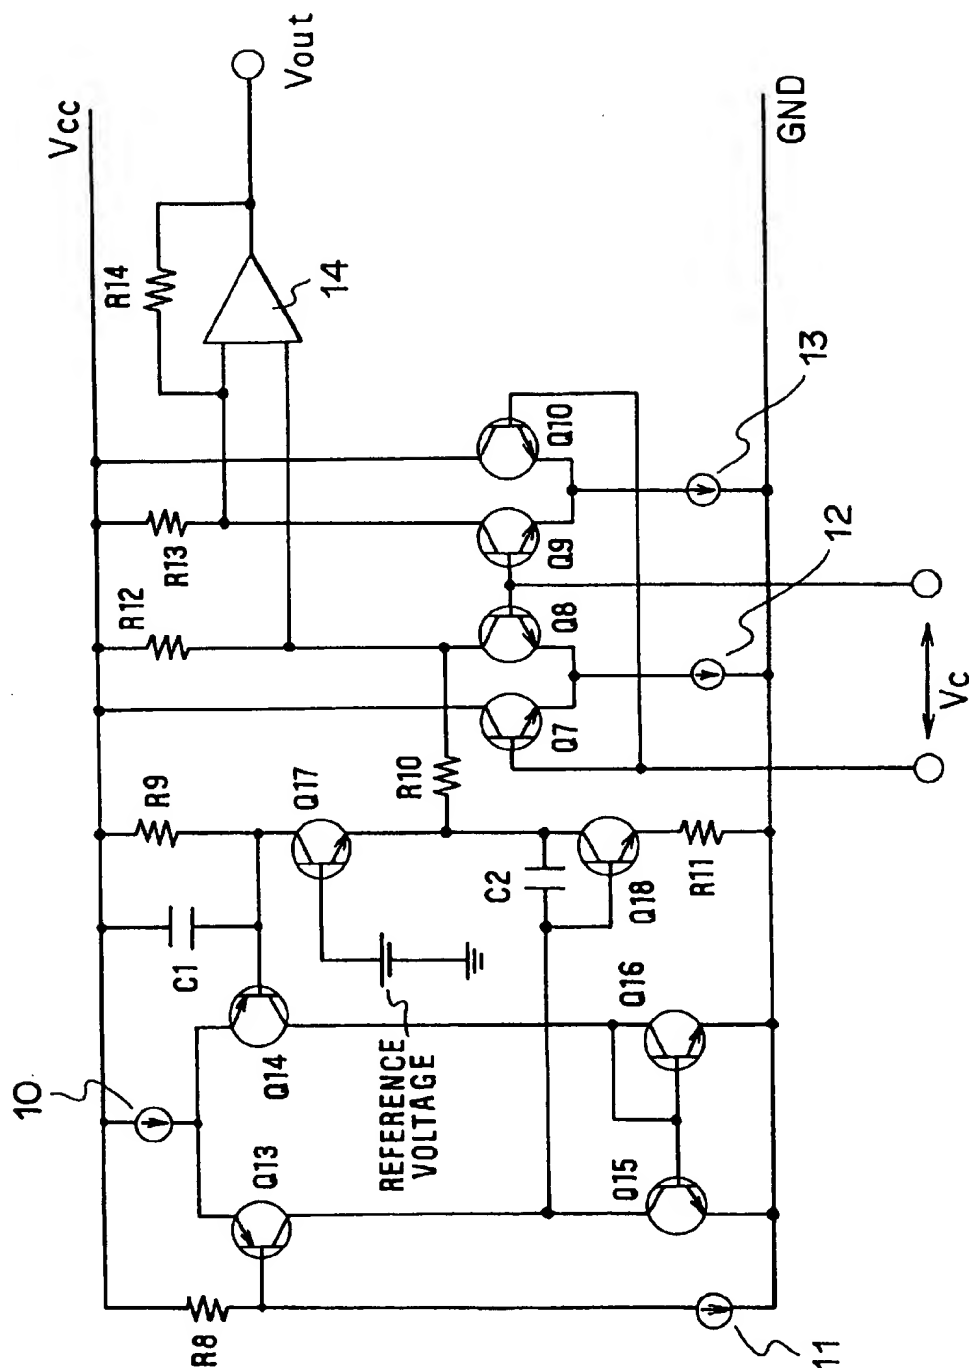 Vcc
Vout
R14
14
R13
R12
R9
C1
10
Q17
R10
Q14
Q13
REFERENCE
VOLTAGE
R8
C2
Q18
R11
Q16
Q15
Q7
Q8
Q9
Q10
11
12
13
GND
Vc